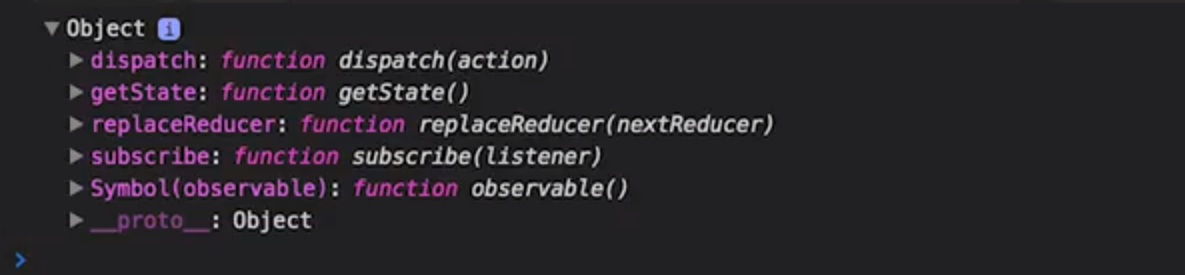 Object i
dispatch: function dispatch(action)
getState: function getState()
replaceReducer: function replaceReducer(nextReducer)
subscribe: function subscribe(listener)
Symbol(observable): function observable()
__proto__: Object